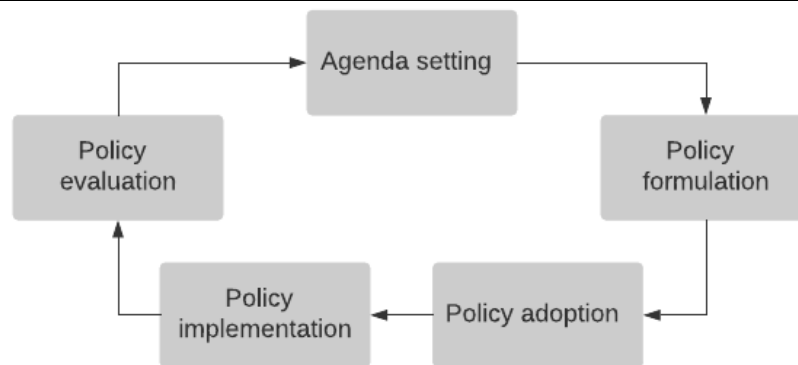 Agenda setting
Policy
evaluation
Policy
formulation
Policy
implementation
Policy adoption